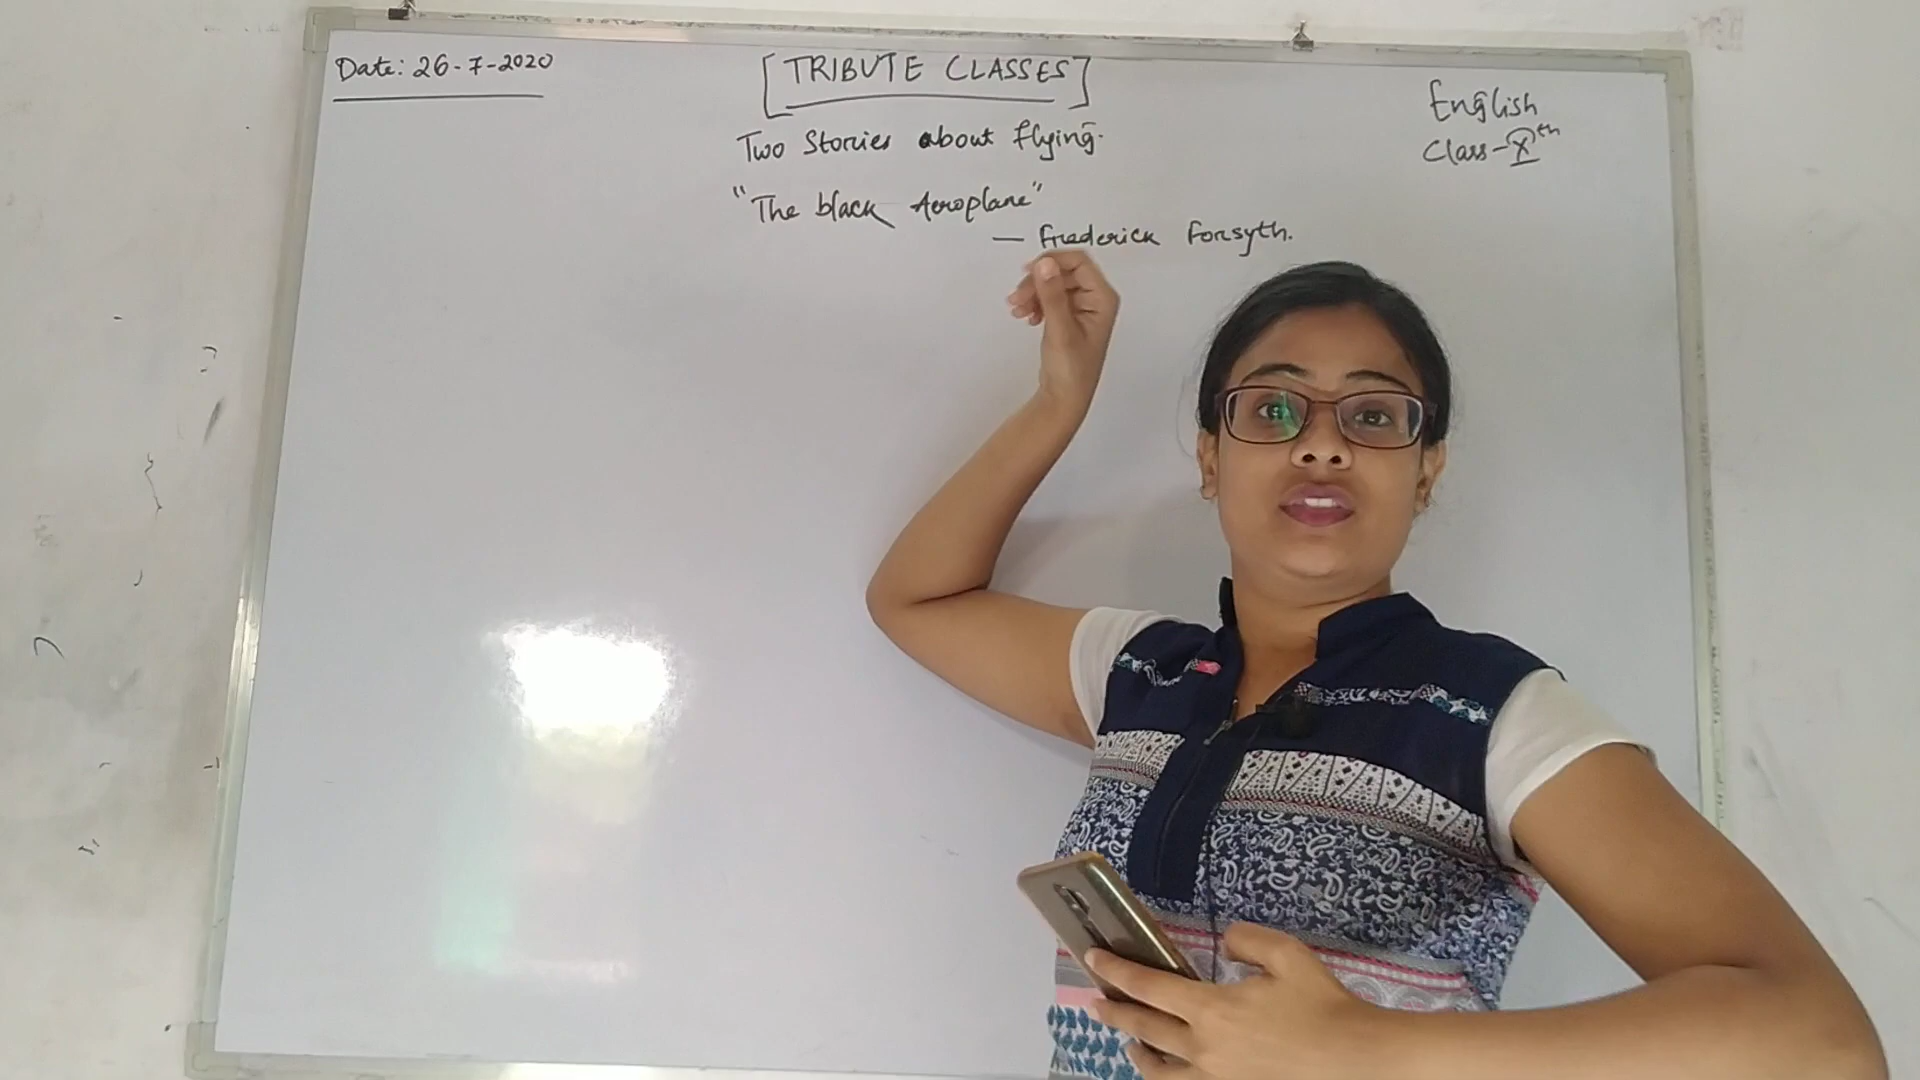 Date: 26-7-2020
[TRIBUTE CLASSES]
English
Class-Xth
Two Stories about flying.
"The black Aeroplane"
— Frederick Forsyth.